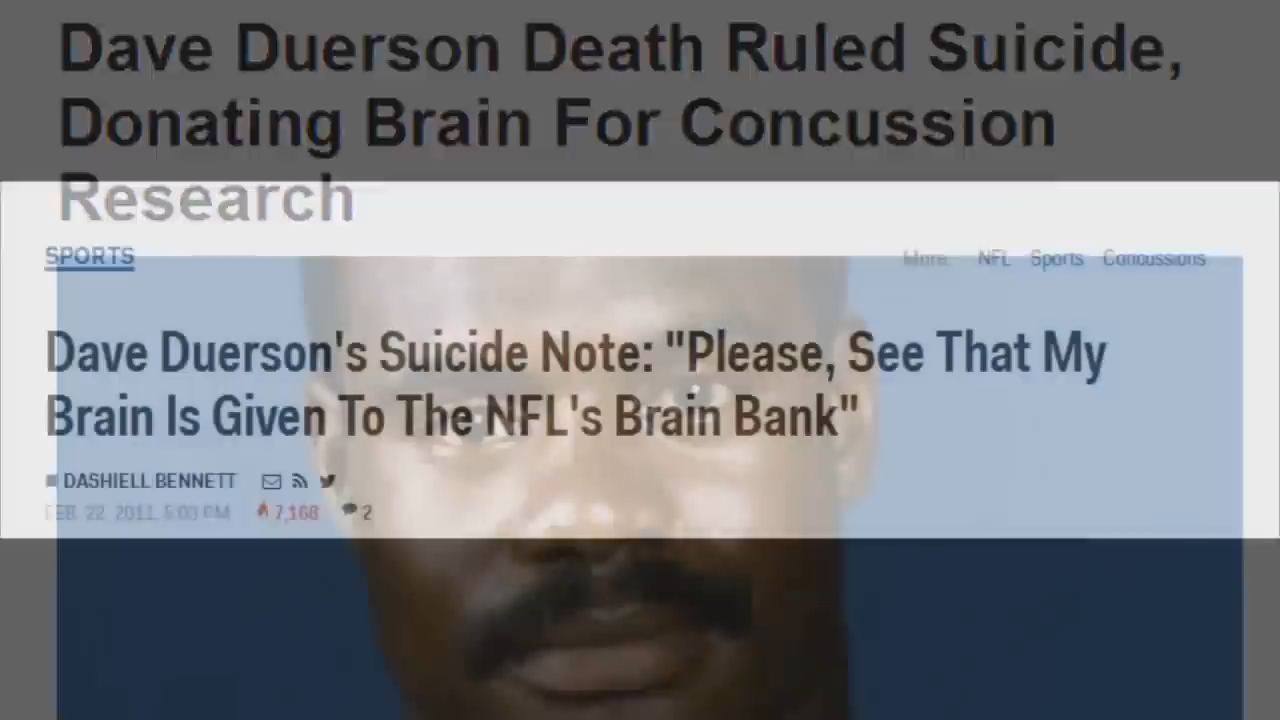 Dave Duerson Death Ruled Suicide,
Donating Brain For Concussion
Research
SPORTS
More NFL Sports Concussions
Dave Duerson's Suicide Note: "Please, See That My
Brain Is Given To The NFL's Brain Bank"
DASHIELL BENNETT
FEB. 22, 2011, 5:03 PM 7,168 2